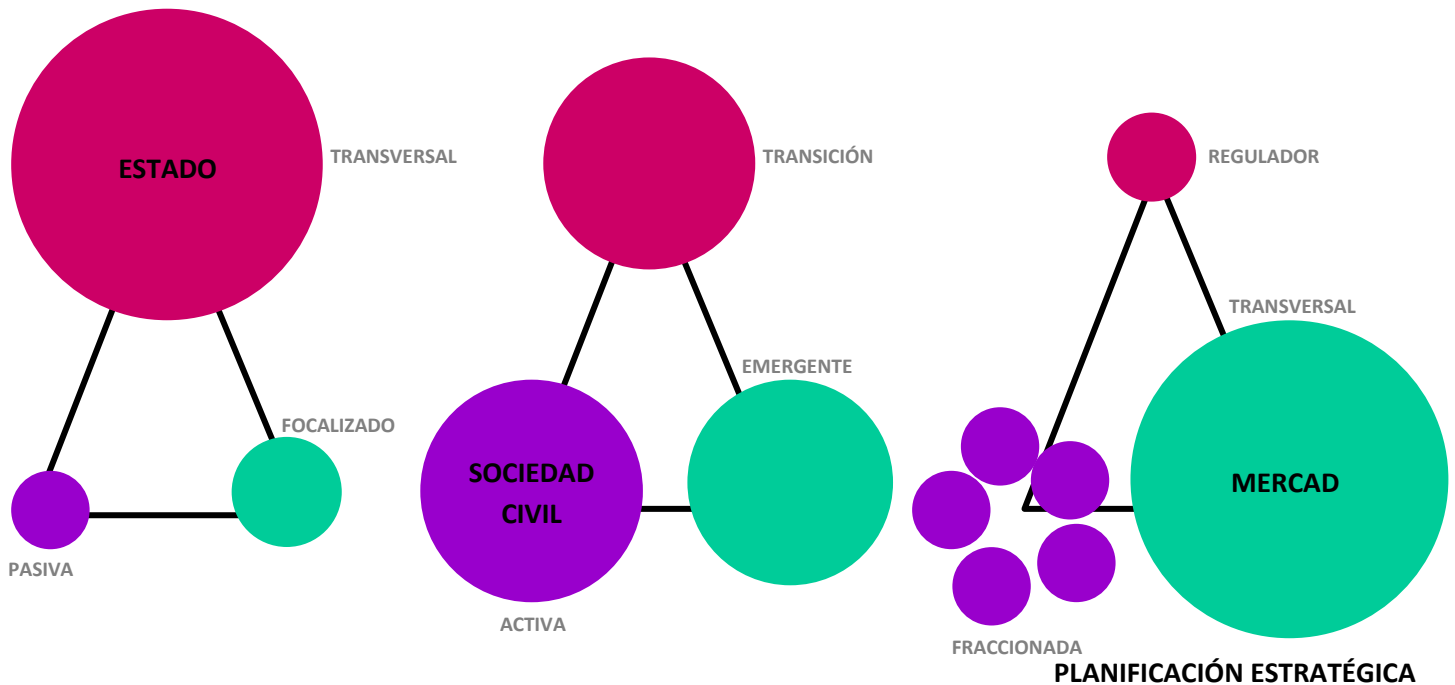 ESTADO
TRANSVERSAL
FOCALIZADO
PASIVA
TRANSICIÓN
EMERGENTE
SOCIEDAD
CIVIL
ACTIVA
REGULADOR
TRANSVERSAL
MERCAD
FRACCIONADA
PLANIFICACIÓN ESTRATÉGICA